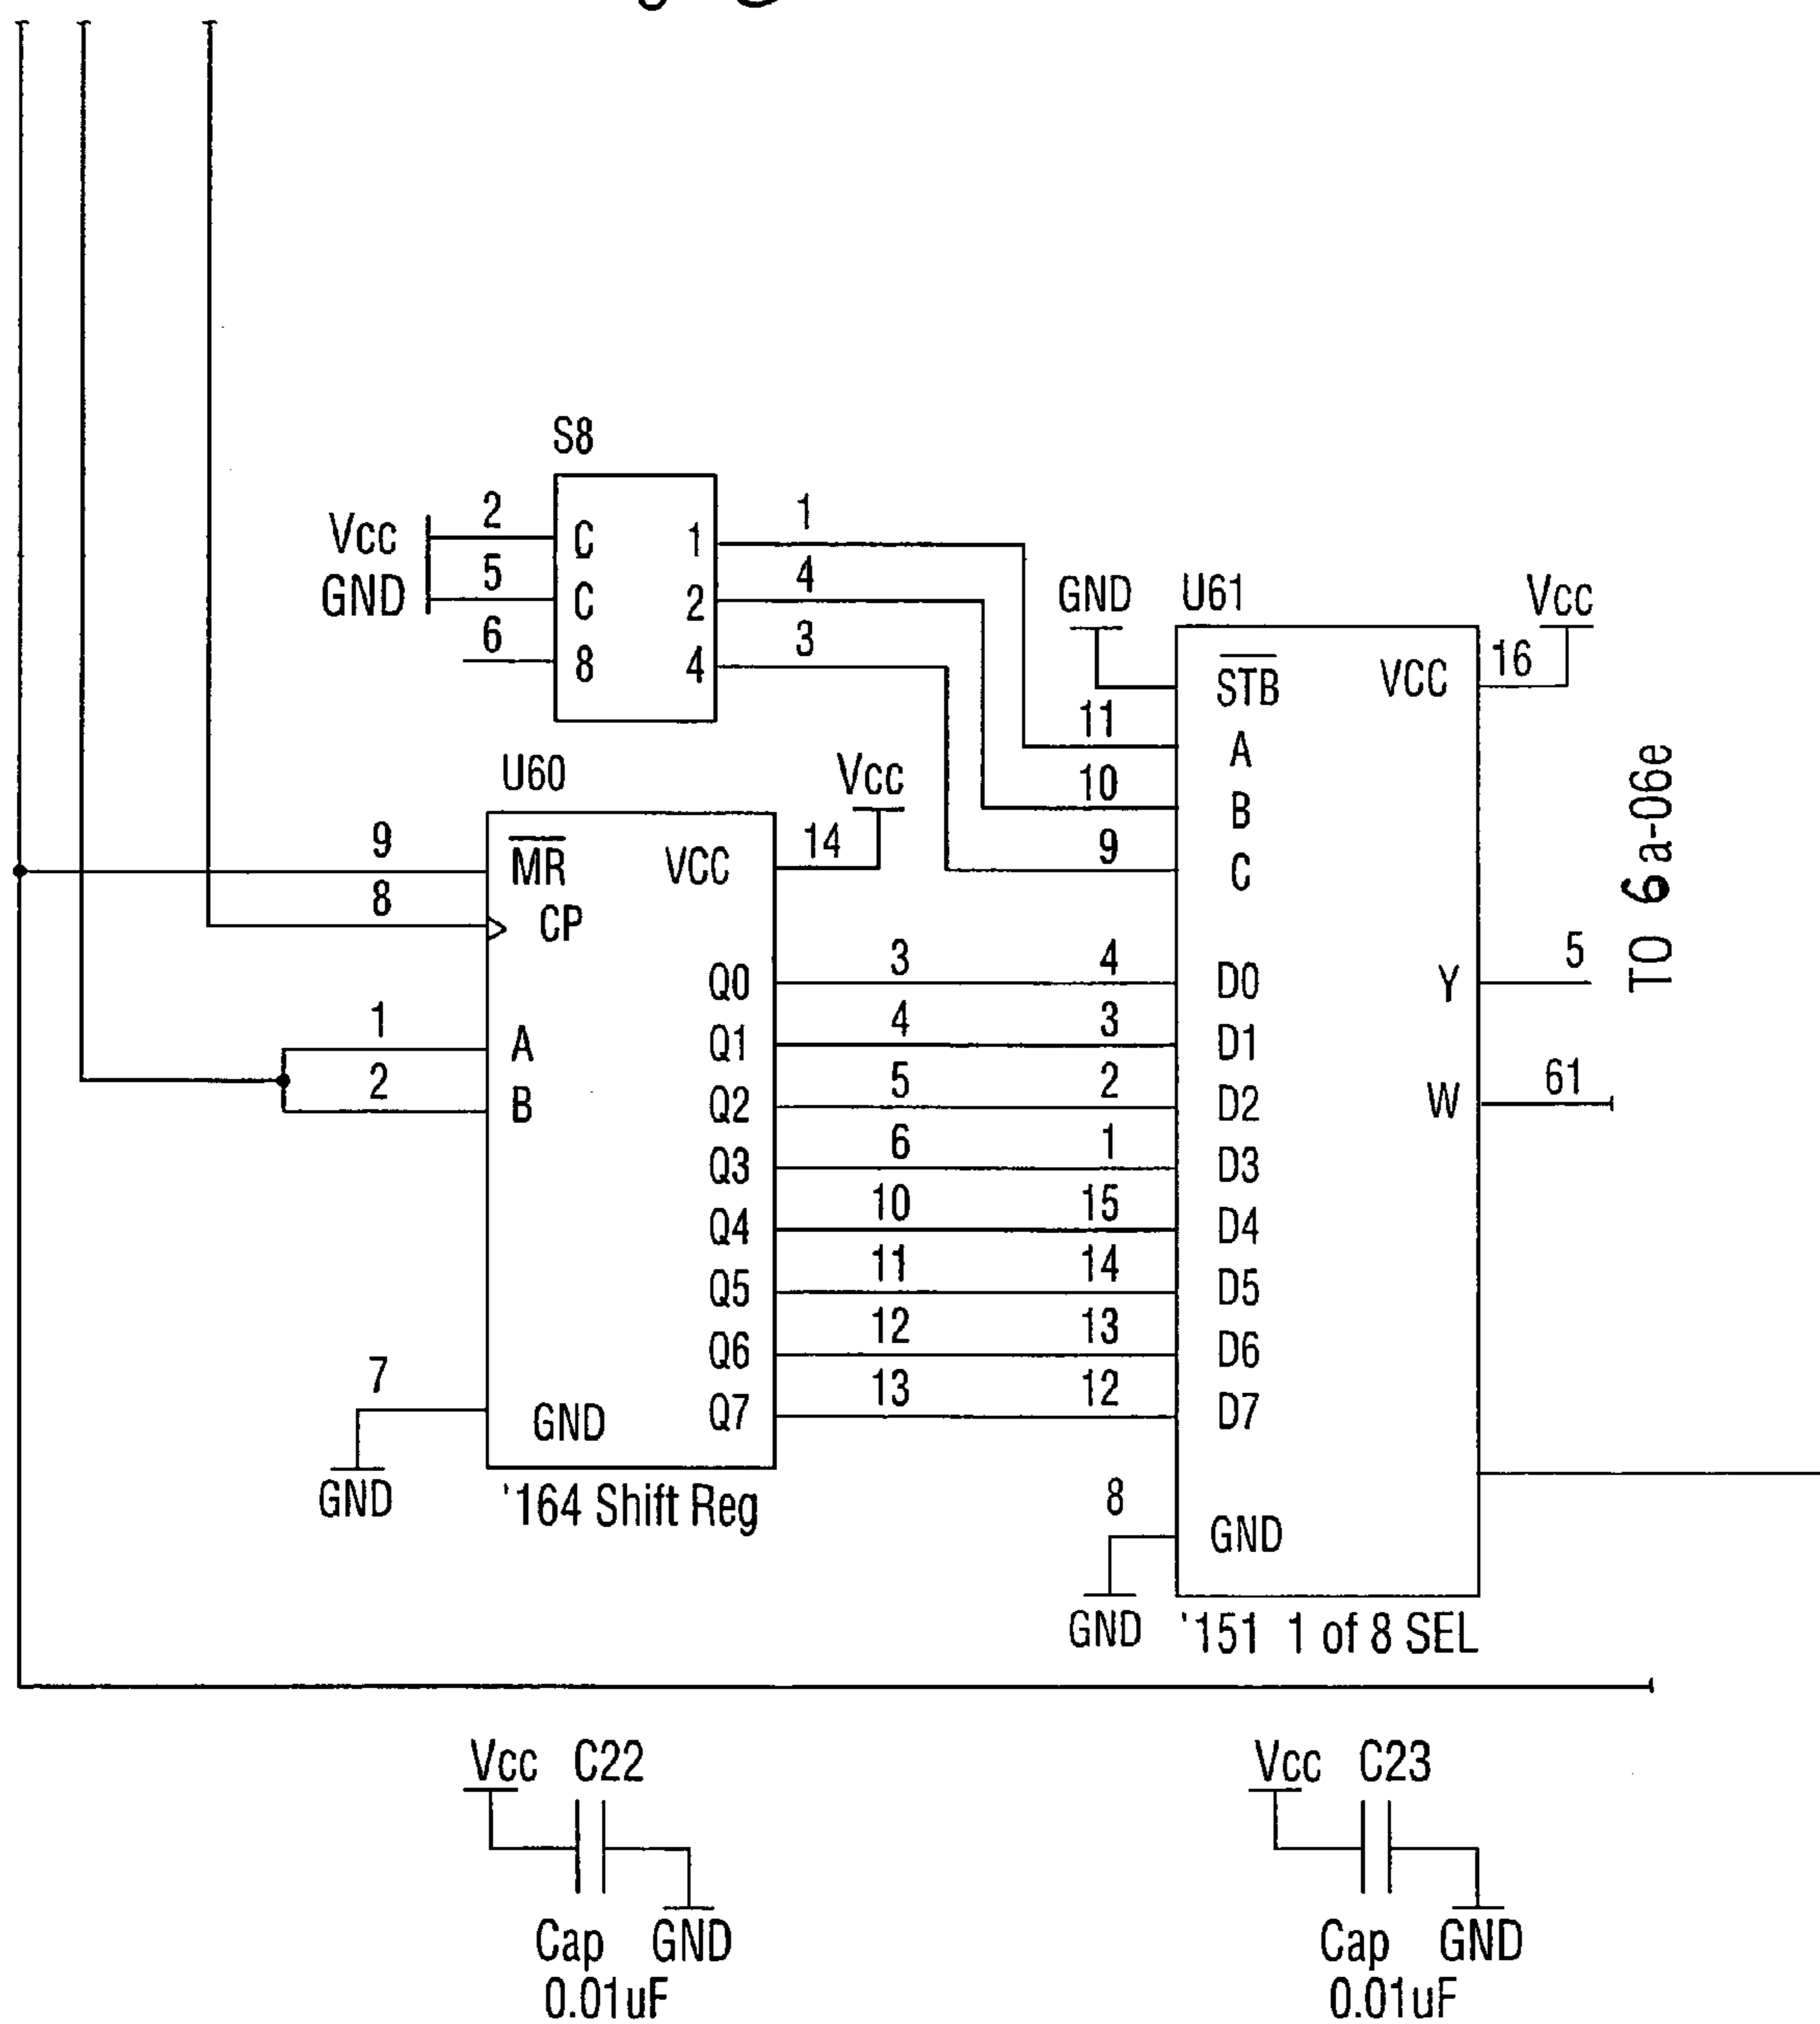 S8
Vcc 2 C 1 1
GND 5 C 2 4
6 8 4 3
GND U61 Vcc
STB VCC 16
11 A
10 B
9 C
U60 Vcc
9 MR VCC 14
8 CP
Q0 3 4 D0 Y 5
1 A Q1 4 3 D1
2 B Q2 5 2 D2 W 61
Q3 6 1 D3
Q4 10 15 D4
Q5 11 14 D5
Q6 12 13 D6
7 GND Q7 13 12 D7
GND '164 Shift Reg
8 GND
GND '151 1 of 8 SEL
TO 6a-06e
Vcc C22
Cap GND
0.01uF
Vcc C23
Cap GND
0.01uF